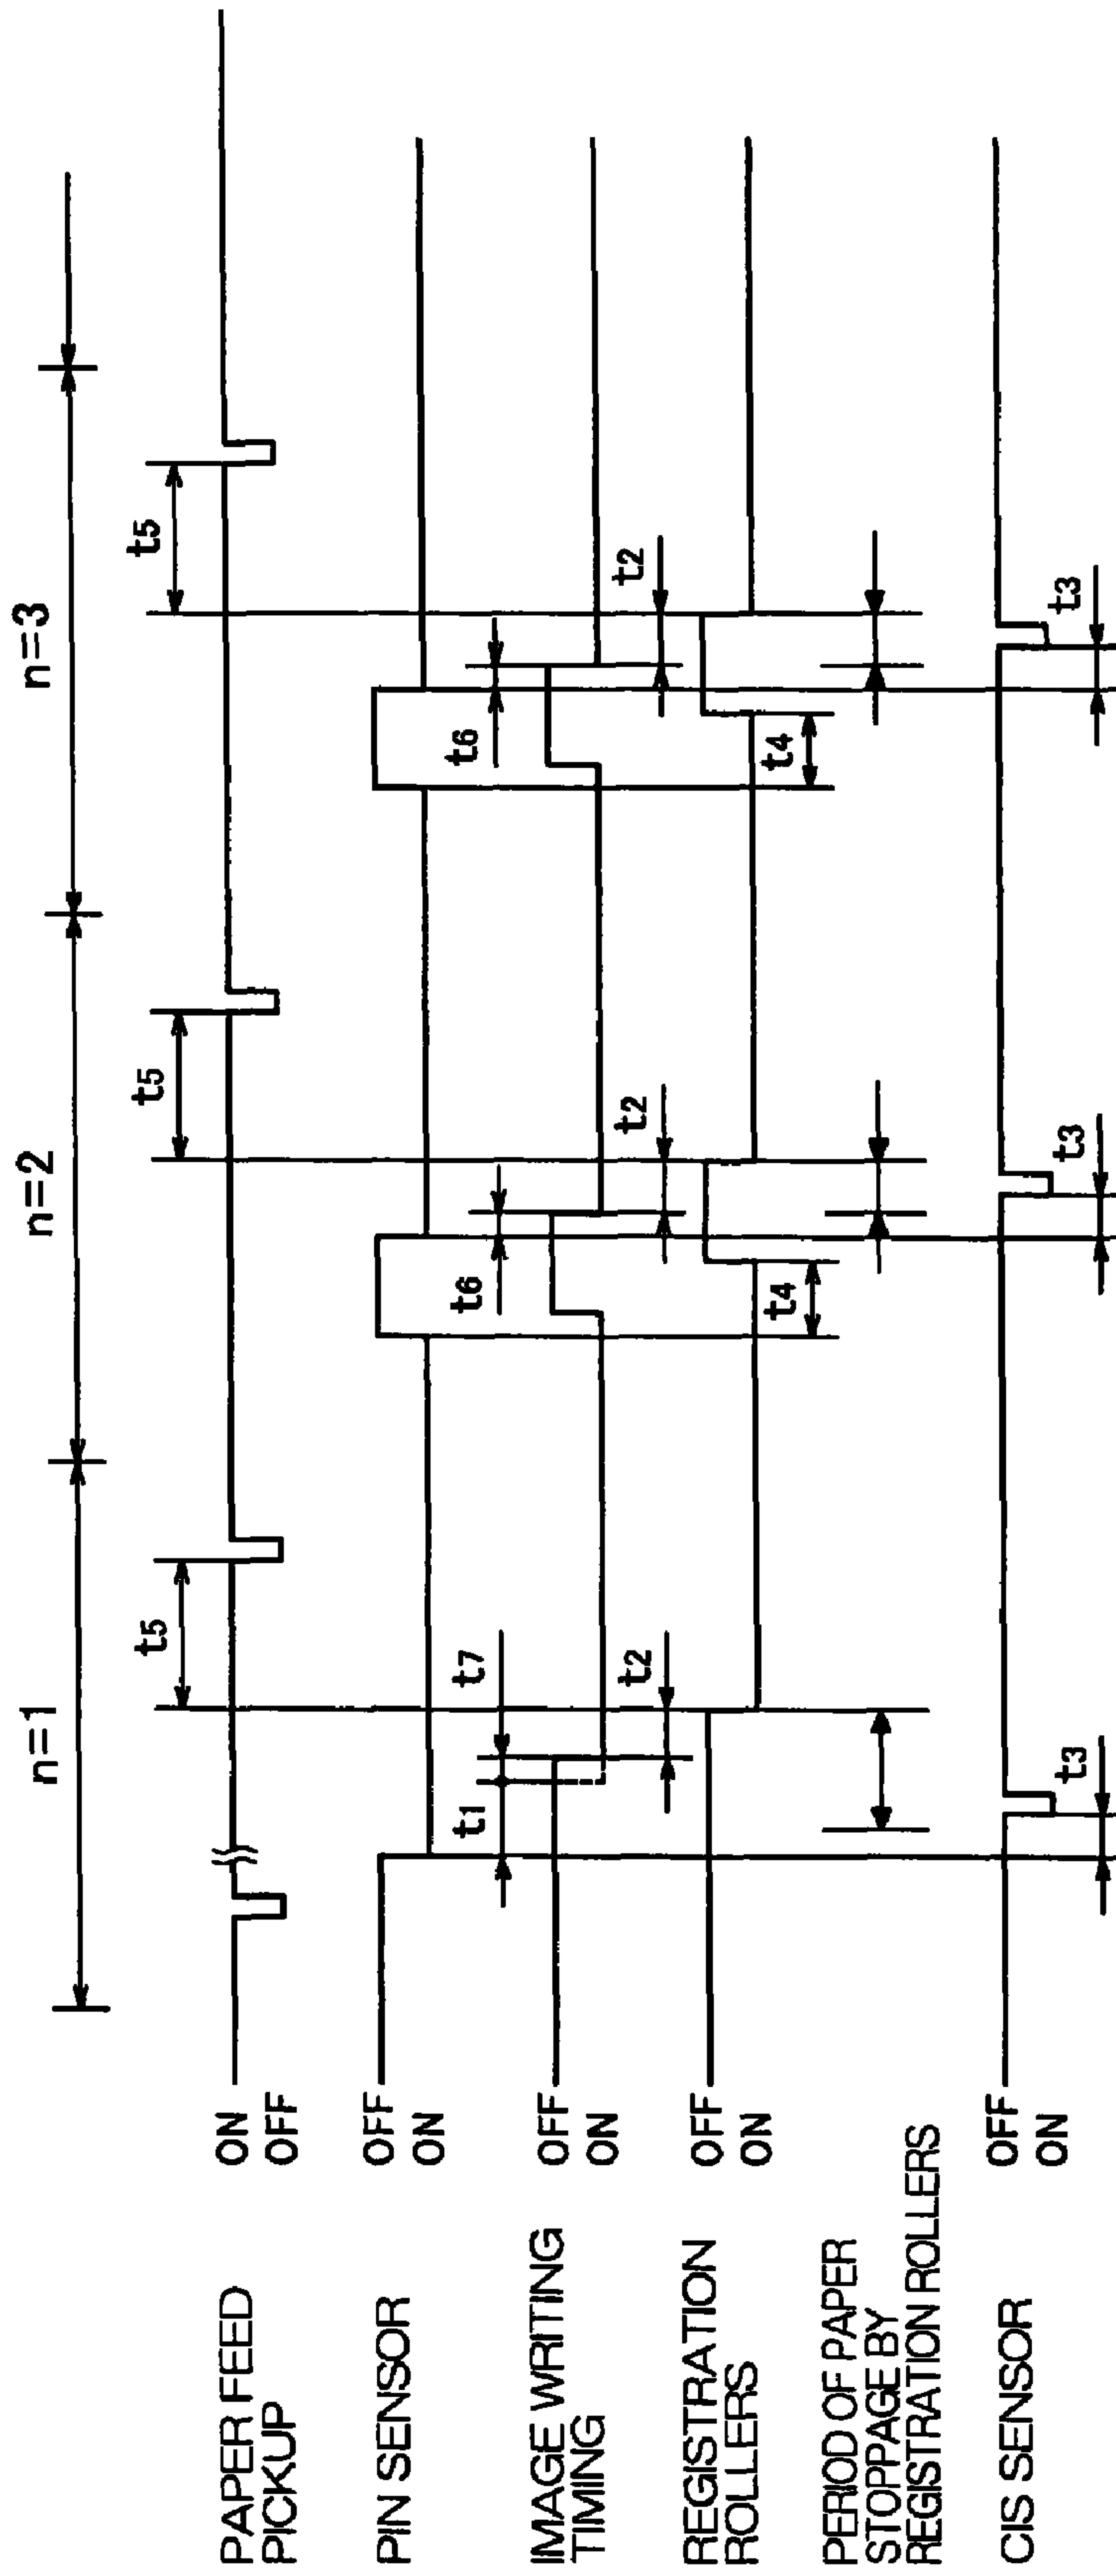 n=1 n=2 n=3
PAPER FEED
PICKUP
ON
OFF
t5 t5 t5
PIN SENSOR
OFF
ON
IMAGE WRITING
TIMING
OFF
ON
t1 t7 t6 t6
t2 t2 t2
REGISTRATION
ROLLERS
OFF
ON
t4 t4
PERIOD OF PAPER
STOPPAGE BY
REGISTRATION ROLLERS
CIS SENSOR
OFF
ON
t3 t3 t3